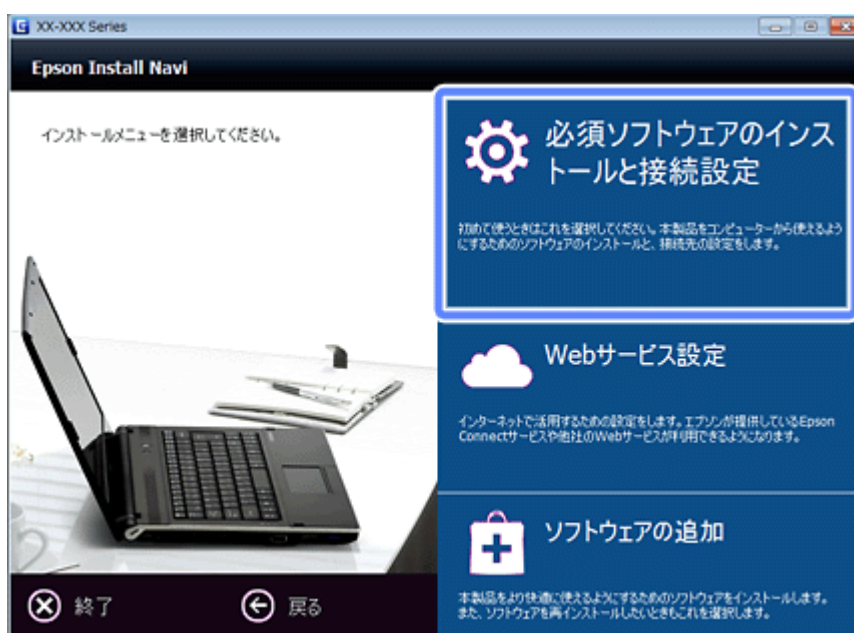 XX-XXX Series
Epson Install Navi
インストールメニューを選択してください。
必須ソフトウェアのインス
トールと接続設定
初めて使うときはこれを選択してください。本製品をコンピューターから使えるよう
にするためのソフトウェアのインストールと、接続先の設定をします。
Webサービス設定
インターネットで活用するための設定をします。エプソンが提供しているEpson
Connectサービスや他社のWebサービスが利用できるようになります。
ソフトウェアの追加
本製品をより快適に使えるようにするためのソフトウェアをインストールします。
また、ソフトウェアを再インストールしたいときもこれを選択します。
終了
戻る